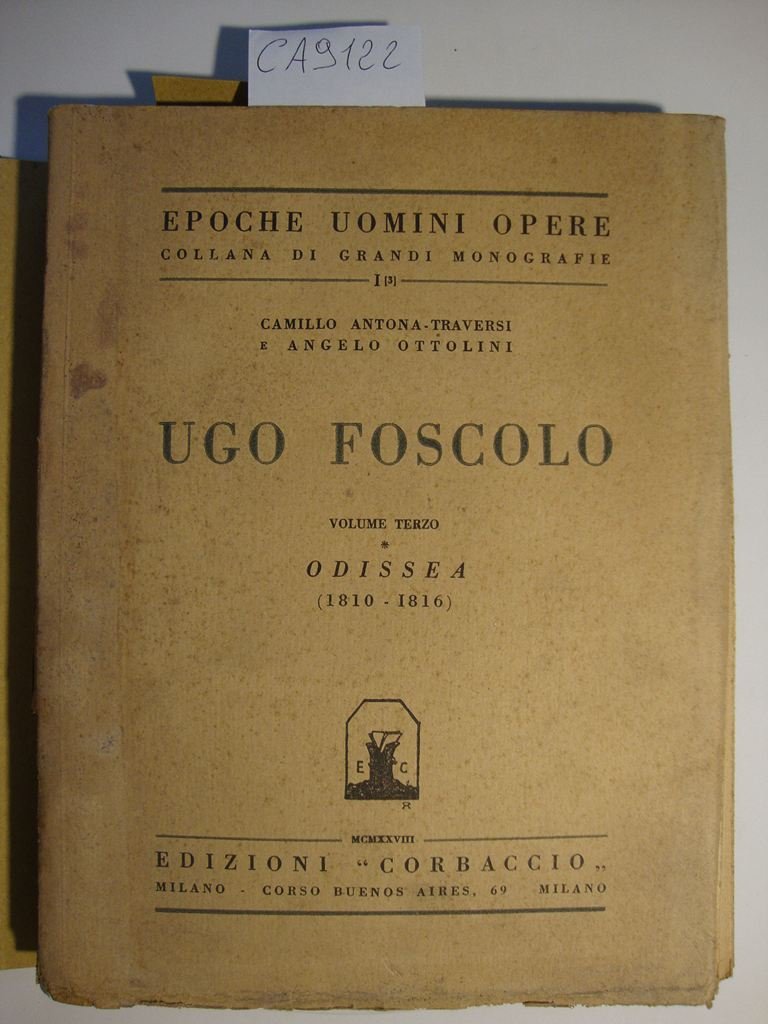 CA9122
EPOCHE UOMINI OPERE
COLLANA DI GRANDI MONOGRAFIE
I [3]
CAMILLO ANTONA-TRAVERSI
E ANGELO OTTOLINI
UGO FOSCOLO
VOLUME TERZO
*
ODISSEA
(1810 - 1816)
E C
R
MCMXXVIII
EDIZIONI “CORBACCIO„
MILANO - CORSO BUENOS AIRES, 69 MILANO